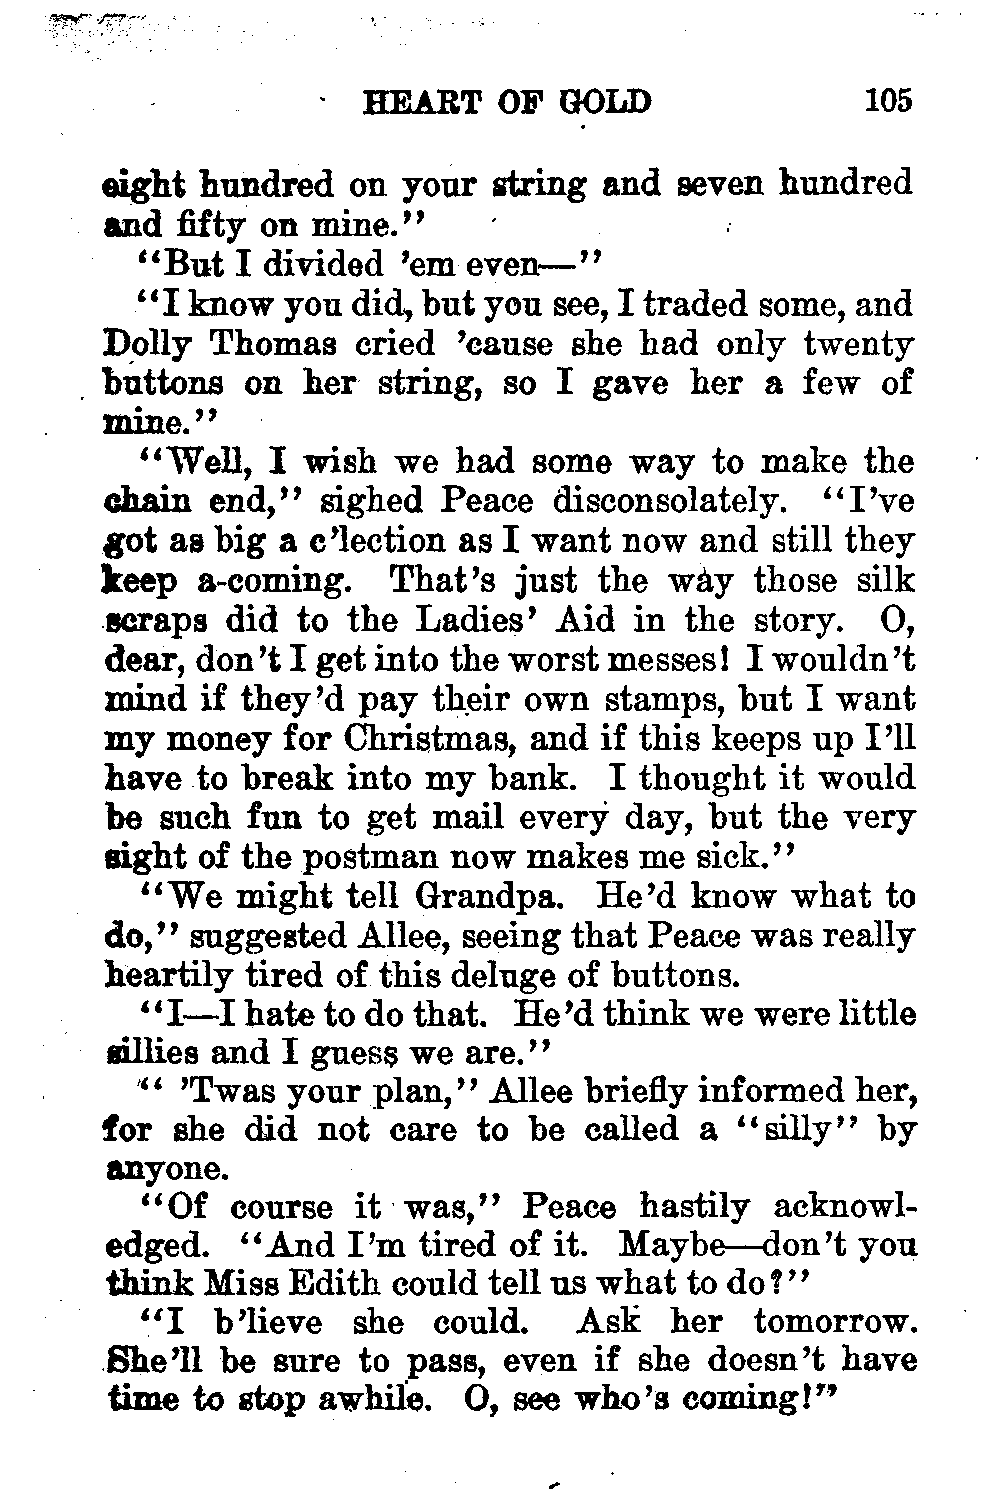 HEART OF GOLD 105
eight hundred on your string and seven hundred
and fifty on mine."
"But I divided 'em even—"
"I know you did, but you see, I traded some, and
Dolly Thomas cried 'cause she had only twenty
buttons on her string, so I gave her a few of
mine."
"Well, I wish we had some way to make the
chain end," sighed Peace disconsolately. "I've
got as big a c'lection as I want now and still they
keep a-coming. That's just the way those silk
scraps did to the Ladies' Aid in the story. O,
dear, don't I get into the worst messes! I wouldn't
mind if they'd pay their own stamps, but I want
my money for Christmas, and if this keeps up I'll
have to break into my bank. I thought it would
be such fun to get mail every day, but the very
sight of the postman now makes me sick."
"We might tell Grandpa. He'd know what to
do," suggested Allee, seeing that Peace was really
heartily tired of this deluge of buttons.
"I—I hate to do that. He'd think we were little
sillies and I guess we are."
" 'Twas your plan," Allee briefly informed her,
for she did not care to be called a "silly" by
anyone.
"Of course it was," Peace hastily acknowl-
edged. "And I'm tired of it. Maybe—don't you
think Miss Edith could tell us what to do?"
"I b'lieve she could. Ask her tomorrow.
She'll be sure to pass, even if she doesn't have
time to stop awhile. O, see who's coming!"